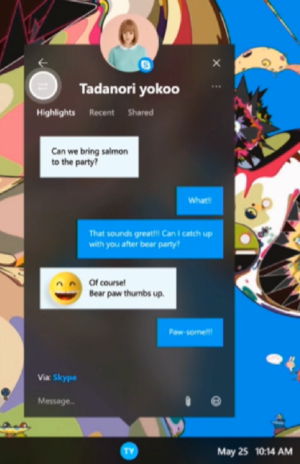 Tadanori yokoo
Highlights Recent Shared
Can we bring salmon
to the party?
What!!
That sounds great!!! Can I catch up
with you after bear party?
Of course!
Bear paw thumbs up.
Paw-some!!!!
Via: Skype
Message...
TY May 25 10:14 AM